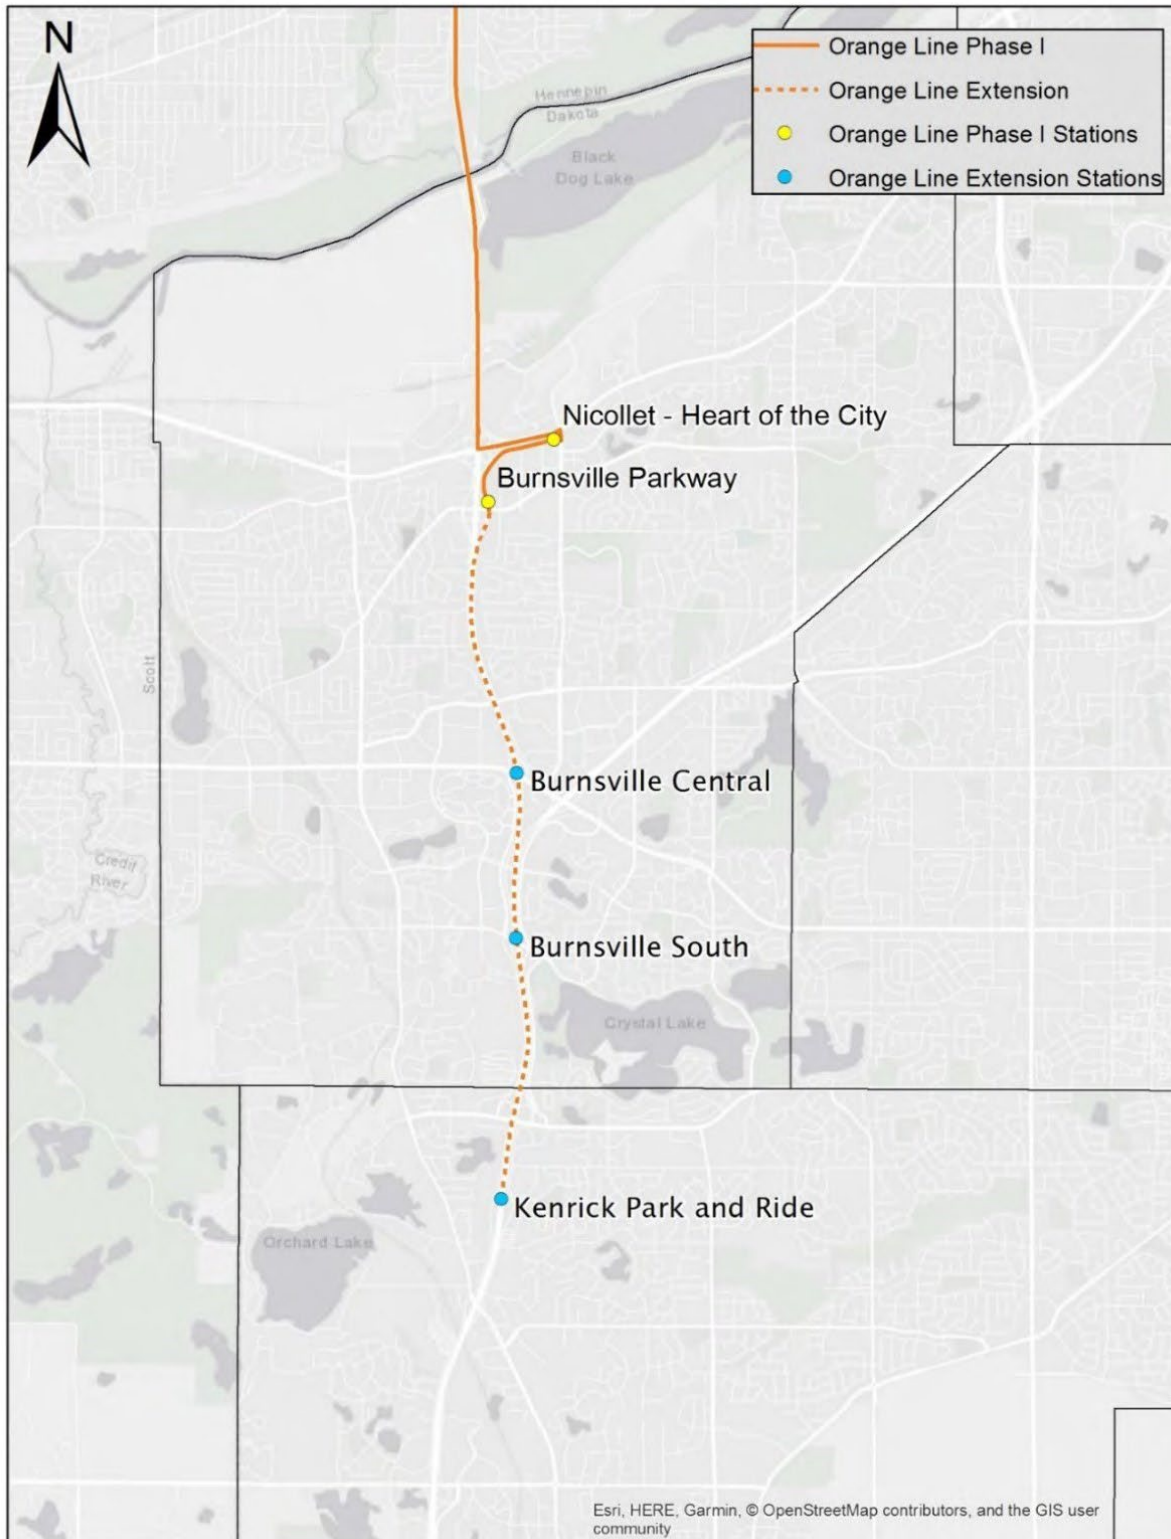 N
Orange Line Phase I
Orange Line Extension
Orange Line Phase I Stations
Orange Line Extension Stations
Hennepin
Dakota
Black
Dog Lake
Nicollet - Heart of the City
Burnsville Parkway
Scott
Burnsville Central
Credit
River
Burnsville South
Crystal Lake
Kenrick Park and Ride
Orchard Lake
Esri, HERE, Garmin, © OpenStreetMap contributors, and the GIS user
community